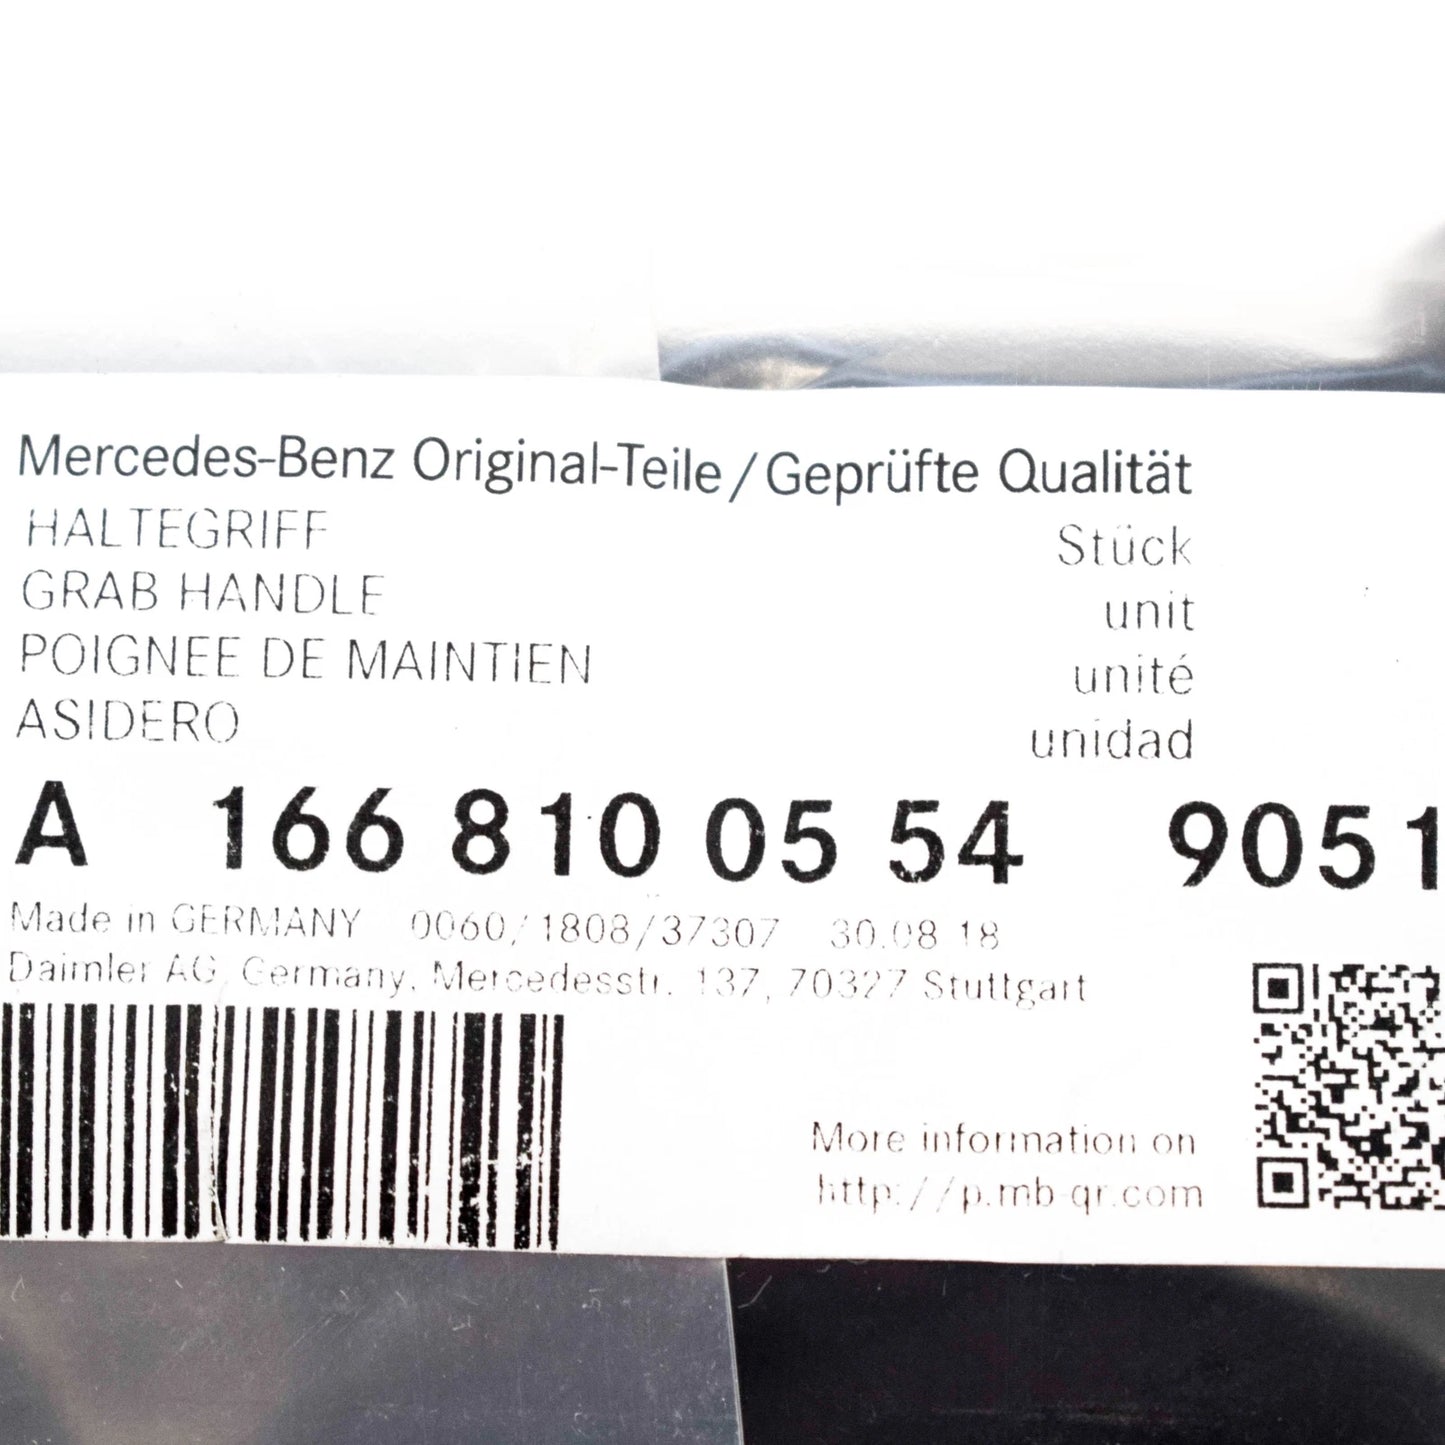 Mercedes-Benz Original-Teile/Geprüfte Qualität
HALTEGRIFF Stück
GRAB HANDLE unit
POIGNEE DE MAINTIEN unité
ASIDERO unidad
A 166 810 05 54 9051
Made in GERMANY 0060/1808/37307 30.08 18
Daimler AG, Germany, Mercedesstr. 137, 70327 Stuttgart
More information on
http://p.mb-qr.com